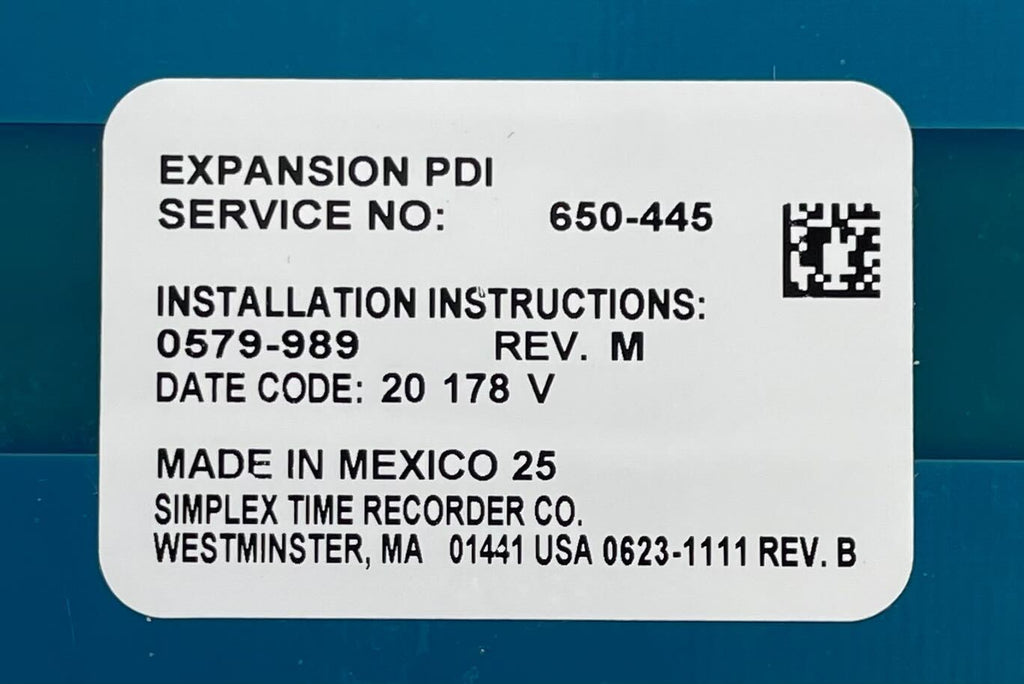 EXPANSION PDI
SERVICE NO: 650-445
INSTALLATION INSTRUCTIONS:
0579-989 REV. M
DATE CODE: 20 178 V
MADE IN MEXICO 25
SIMPLEX TIME RECORDER CO.
WESTMINSTER, MA 01441 USA 0623-1111 REV. B